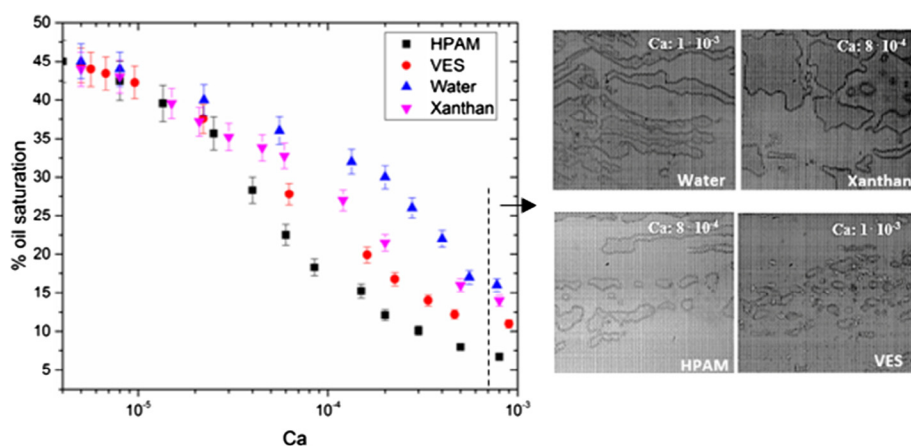 50
45
40
35
30
25
20
15
10
5
% oil saturation
10⁻⁵
10⁻⁴
10⁻³
Ca
HPAM
VES
Water
Xanthan
Ca: 1 · 10⁻³
Water
Ca: 8 · 10⁻⁴
Xanthan
Ca: 8 · 10⁻⁴
HPAM
Ca: 1 · 10⁻³
VES